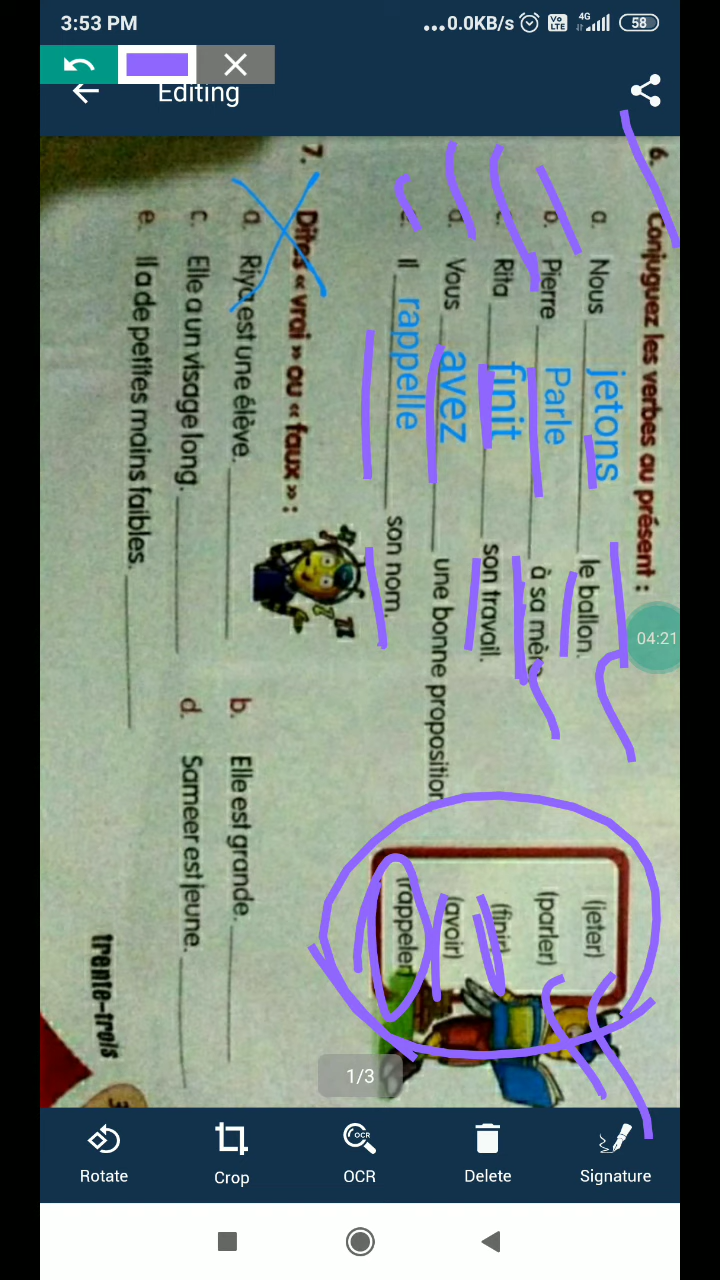 3:53 PM
...0.0KB/s 4G 58
Editing
6. Conjuguez les verbes au présent :
a. Nous jetons le ballon. (jeter)
b. Pierre Parle à sa mère (parler)
Rita finit son travail. (finir)
d. Vous avez une bonne proposition (avoir)
Il rappelle son nom. (rappeler)
7. Dites « vrai » ou « faux » :
a. Riya est une élève.
b. Elle est grande.
c. Elle a un visage long.
d. Sameer est jeune.
e. Il a de petites mains faibles.
trente-trois
04:21
1/3
Rotate
Crop
OCR
Delete
Signature